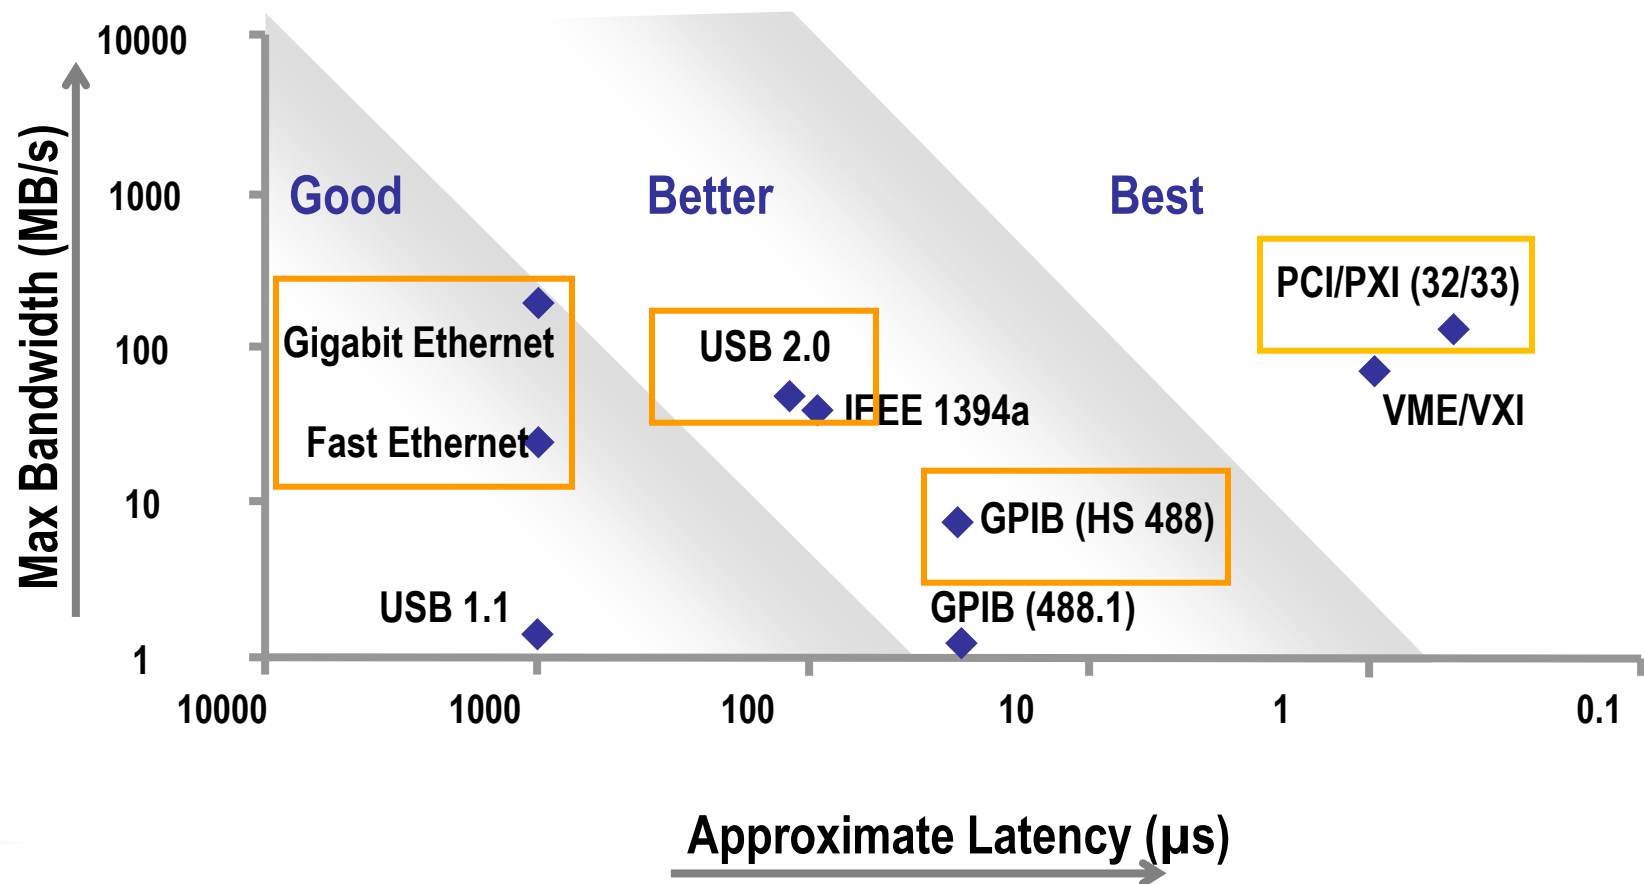 10000
1000
100
10
1
Max Bandwidth (MB/s)
Good
Better
Best
PCI/PXI (32/33)
Gigabit Ethernet
USB 2.0
IEEE 1394a
VME/VXI
Fast Ethernet
GPIB (HS 488)
USB 1.1
GPIB (488.1)
10000
1000
100
10
1
0.1
Approximate Latency (µs)